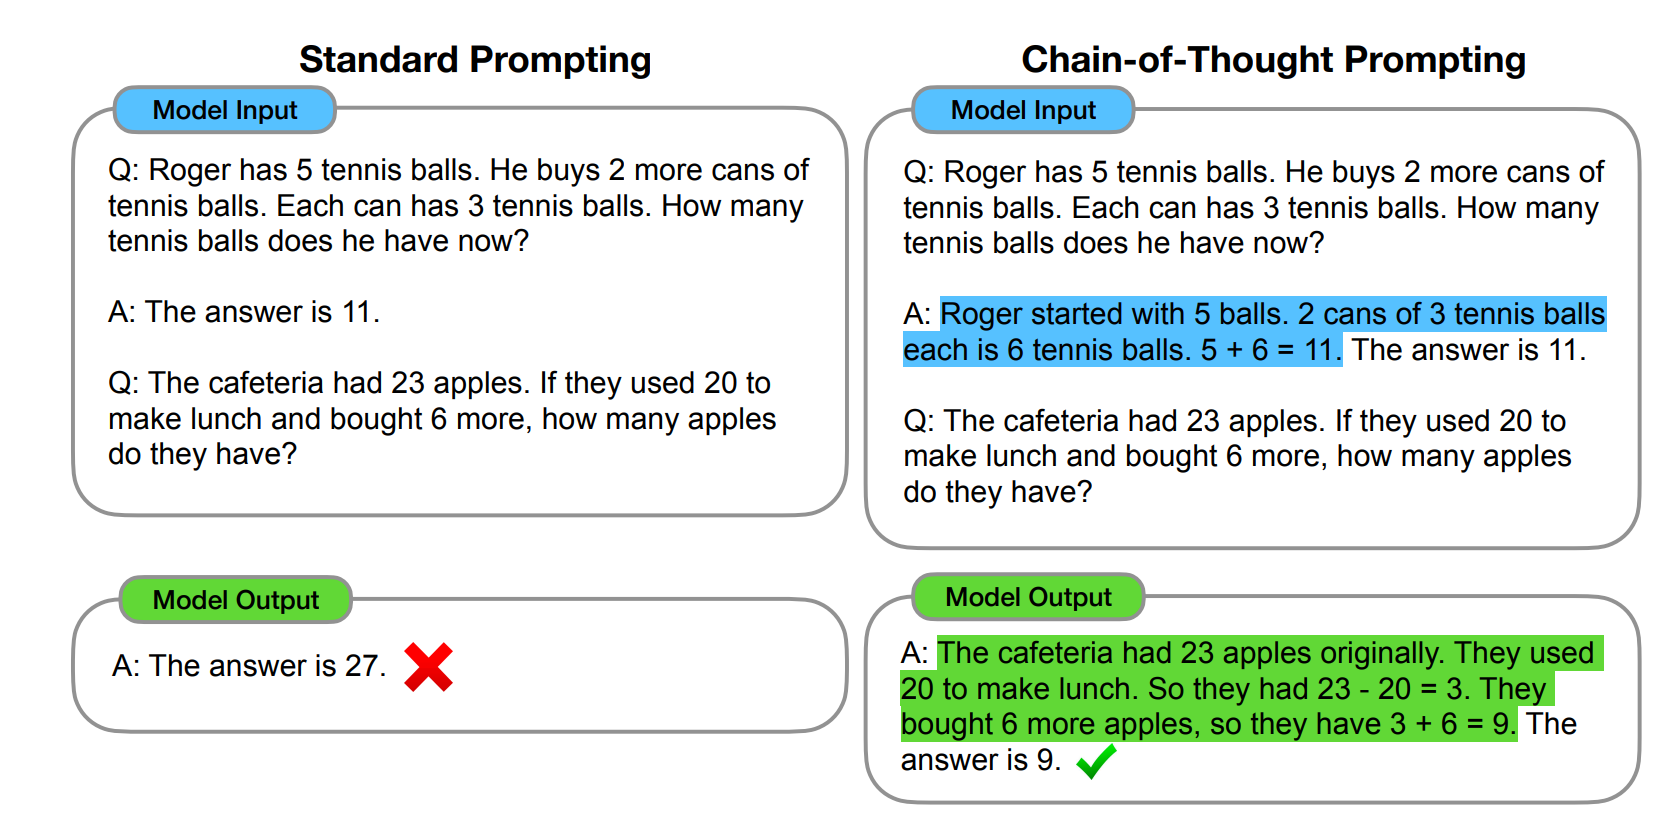 Standard Prompting
Model Input
Q: Roger has 5 tennis balls. He buys 2 more cans of
tennis balls. Each can has 3 tennis balls. How many
tennis balls does he have now?
A: The answer is 11.
Q: The cafeteria had 23 apples. If they used 20 to
make lunch and bought 6 more, how many apples
do they have?
Model Output
A: The answer is 27.
Chain-of-Thought Prompting
Model Input
Q: Roger has 5 tennis balls. He buys 2 more cans of
tennis balls. Each can has 3 tennis balls. How many
tennis balls does he have now?
A: Roger started with 5 balls. 2 cans of 3 tennis balls
each is 6 tennis balls. 5 + 6 = 11. The answer is 11.
Q: The cafeteria had 23 apples. If they used 20 to
make lunch and bought 6 more, how many apples
do they have?
Model Output
A: The cafeteria had 23 apples originally. They used
20 to make lunch. So they had 23 - 20 = 3. They
bought 6 more apples, so they have 3 + 6 = 9. The
answer is 9.